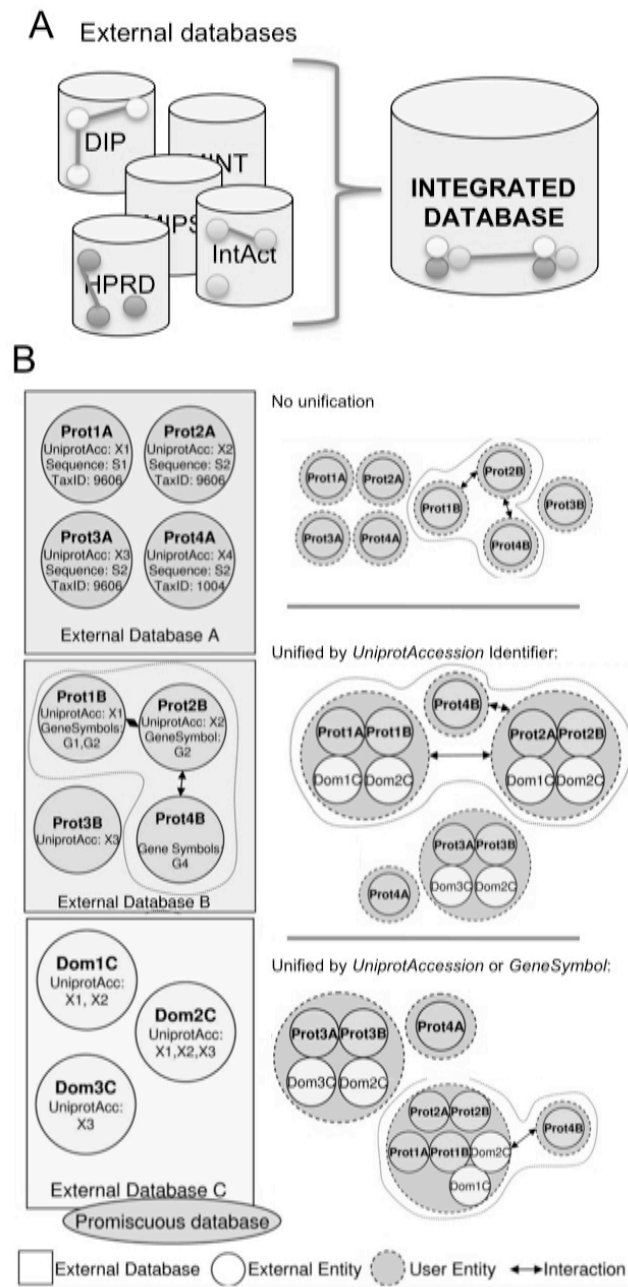 A
External databases
DIP
MINT
MIPS
IntAct
HPRD
INTEGRATED
DATABASE
B
Prot1A
UniprotAcc: X1
Sequence: S1
TaxID: 9606
Prot2A
UniprotAcc: X2
Sequence: S2
TaxID: 9606
Prot3A
UniprotAcc: X3
Sequence: S2
TaxID: 9606
Prot4A
UniprotAcc: X4
Sequence: S2
TaxID: 1004
External Database A
No unification
Prot1A
Prot2A
Prot3A
Prot4A
Prot1B
Prot2B
Prot4B
Prot3B
Prot1B
UniprotAcc: X1
GeneSymbols:
G1,G2
Prot2B
UniprotAcc: X2
GeneSymbol:
G2
Prot3B
UniprotAcc: X3
Prot4B
Gene Symbols:
G4
External Database B
Unified by UniprotAccession Identifier:
Prot4B
Prot1A
Prot1B
Dom1C
Dom2C
Prot2A
Prot2B
Dom1C
Dom2C
Prot3A
Prot3B
Dom3C
Dom2C
Prot4A
Dom1C
UniprotAcc:
X1, X2
Dom2C
UniprotAcc:
X1,X2,X3
Dom3C
UniprotAcc:
X3
External Database C
Promiscuous database
Unified by UniprotAccession or GeneSymbol:
Prot3A
Prot3B
Dom3C
Dom2C
Prot4A
Prot2A
Prot2B
Prot1A
Prot1B
Dom2C
Dom1C
Prot4B
External Database
External Entity
User Entity
Interaction